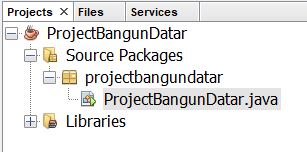 Projects × Files Services
ProjectBangunDatar
Source Packages
projectbangundatar
ProjectBangunDatar.java
Libraries